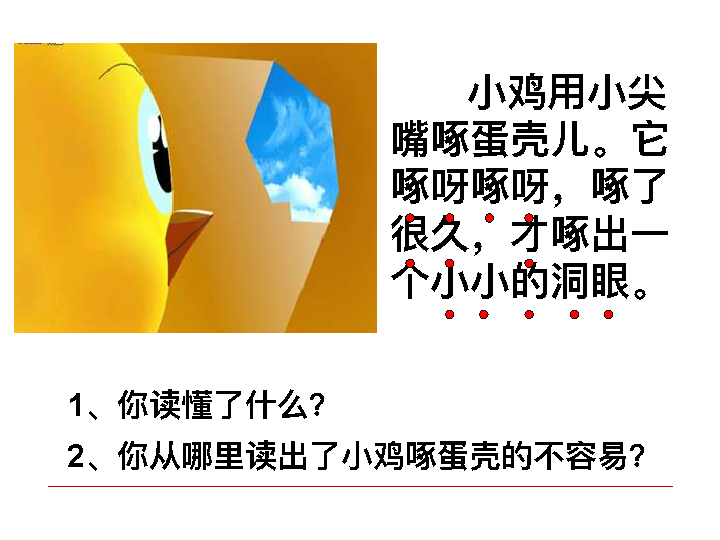 小鸡用小尖
嘴啄蛋壳儿。它
啄呀啄呀，啄了
很久，才啄出一
个小小的洞眼。
1、你读懂了什么?
2、你从哪里读出了小鸡啄蛋壳的不容易?